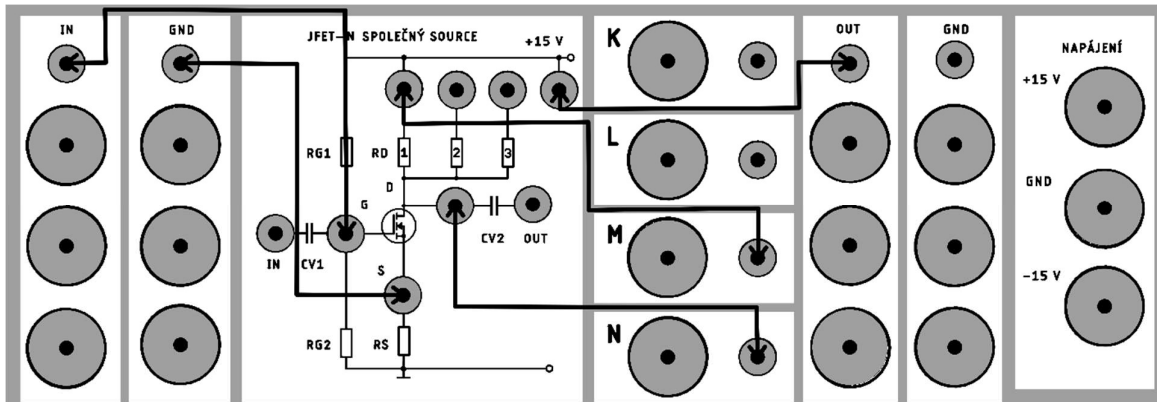 IN
GND
JFET-N SPOLEČNÝ SOURCE
+15 V
RG1
RD
1
2
3
D
G
IN
CV1
CV2
OUT
S
RG2
RS
K
L
M
N
OUT
GND
NAPÁJENÍ
+15 V
GND
−15 V